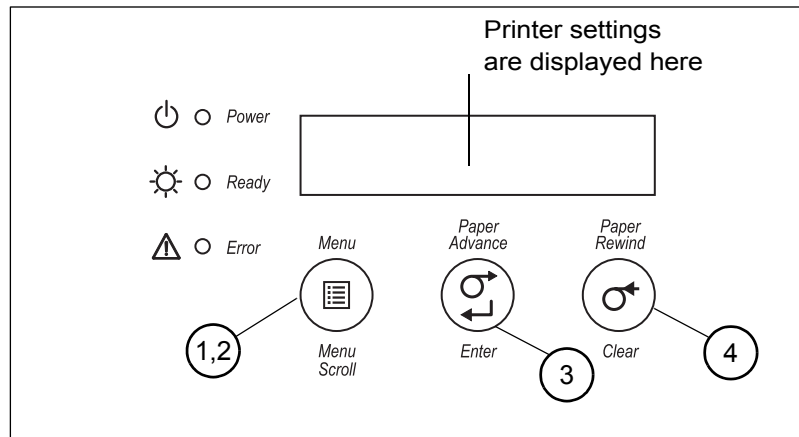 Printer settings
are displayed here
Power
Ready
Error
Menu
Paper
Advance
Paper
Rewind
Menu
Scroll
Enter
Clear
1,2
3
4